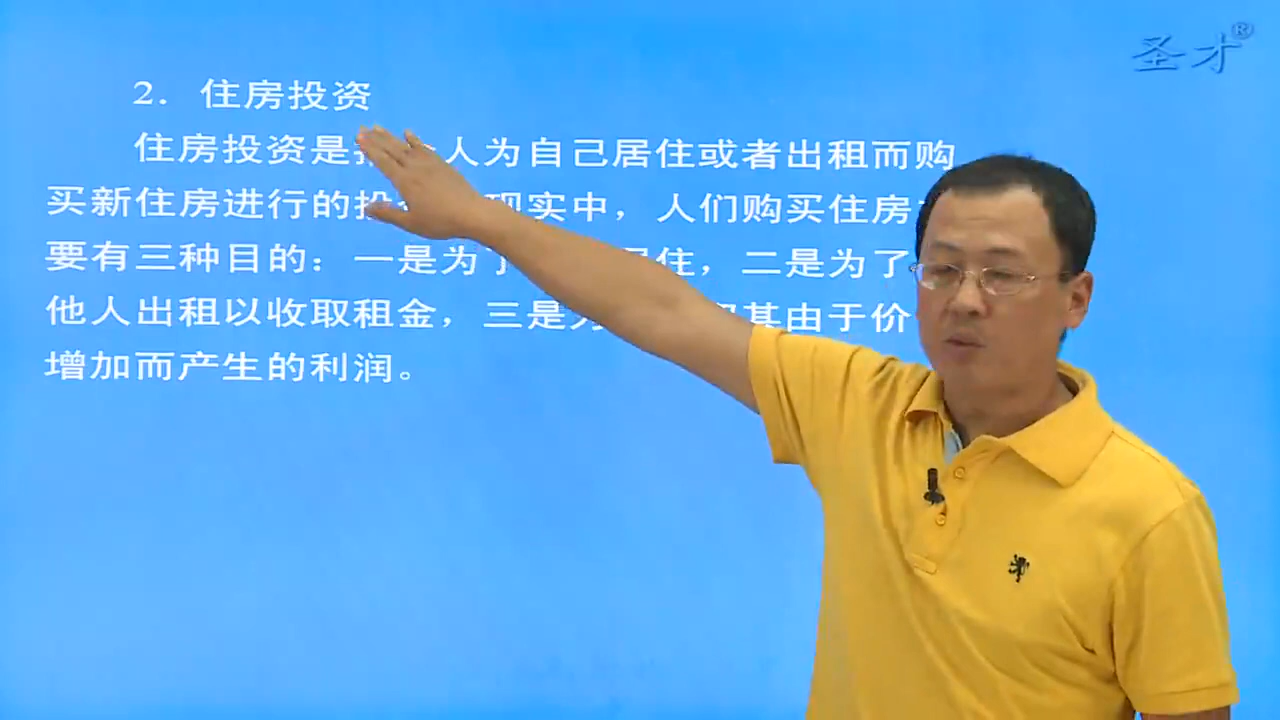 圣才®
2. 住房投资
住房投资是 人为自己居住或者出租而购
买新住房进行的投 现实中，人们购买住房
要有三种目的：一是为了 居住，二是为了
他人出租以收取租金，三是 其由于价
增加而产生的利润。